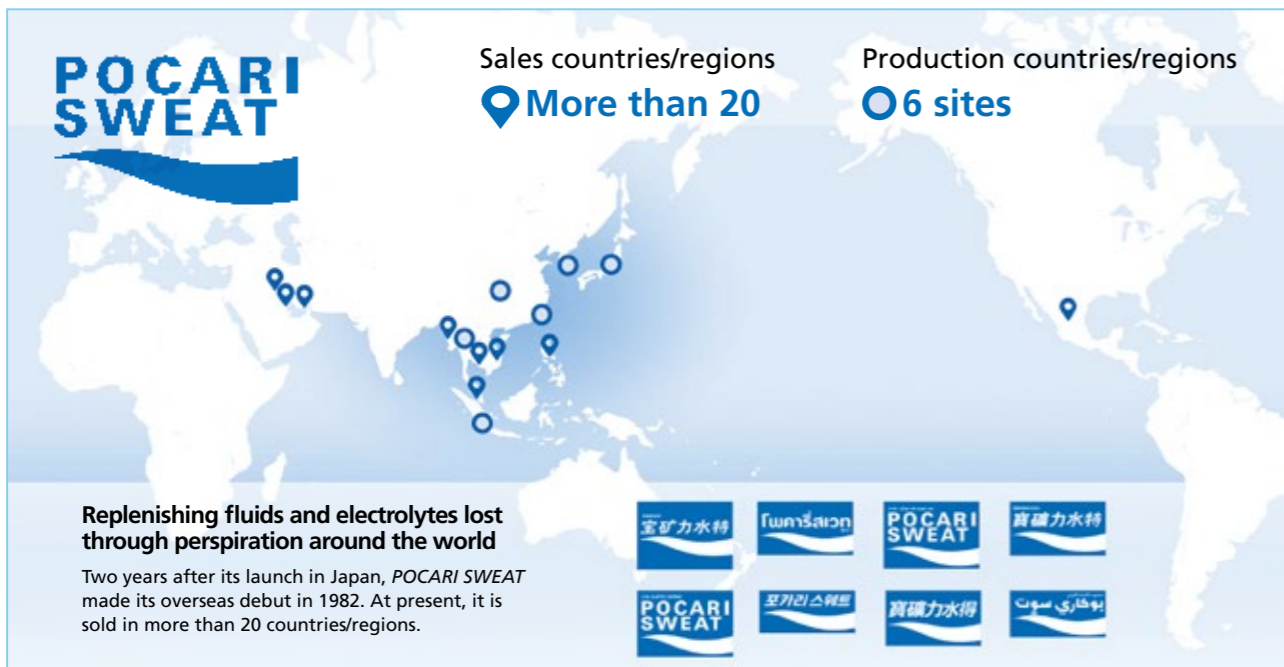 POCARI
SWEAT
Sales countries/regions
More than 20
Production countries/regions
6 sites
Replenishing fluids and electrolytes lost
through perspiration around the world
Two years after its launch in Japan, POCARI SWEAT
made its overseas debut in 1982. At present, it is
sold in more than 20 countries/regions.
宝矿力水特
โพคารี่สเวท
POCARI
SWEAT
寶礦力水特
POCARI
SWEAT
포카리스웨트
寶礦力水得
بوكاري سويت